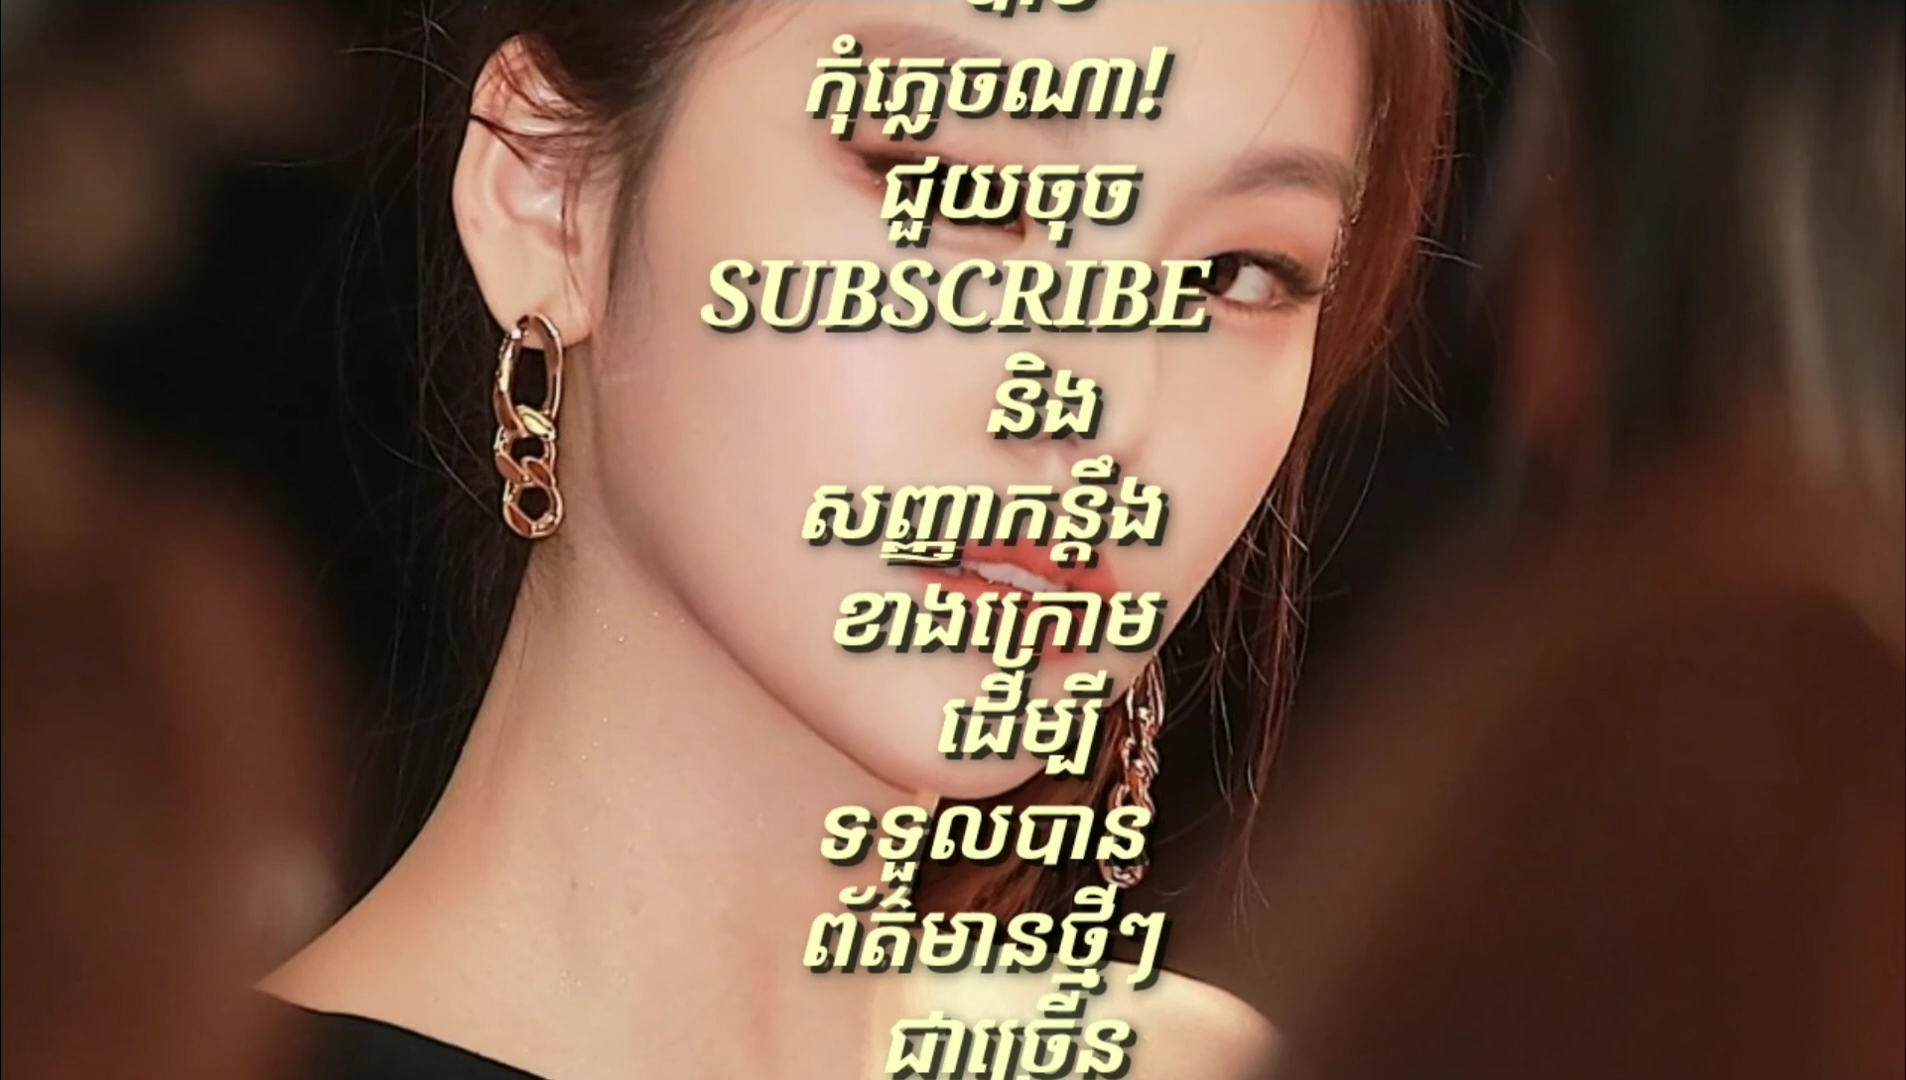 កុំភ្លេចណា!
ជួយចុច
SUBSCRIBE
និង
សញ្ញាកន្តឹង
ខាងក្រោម
ដើម្បី
ទទួលបាន
ព័ត៌មានថ្មីៗ
ជាច្រើន